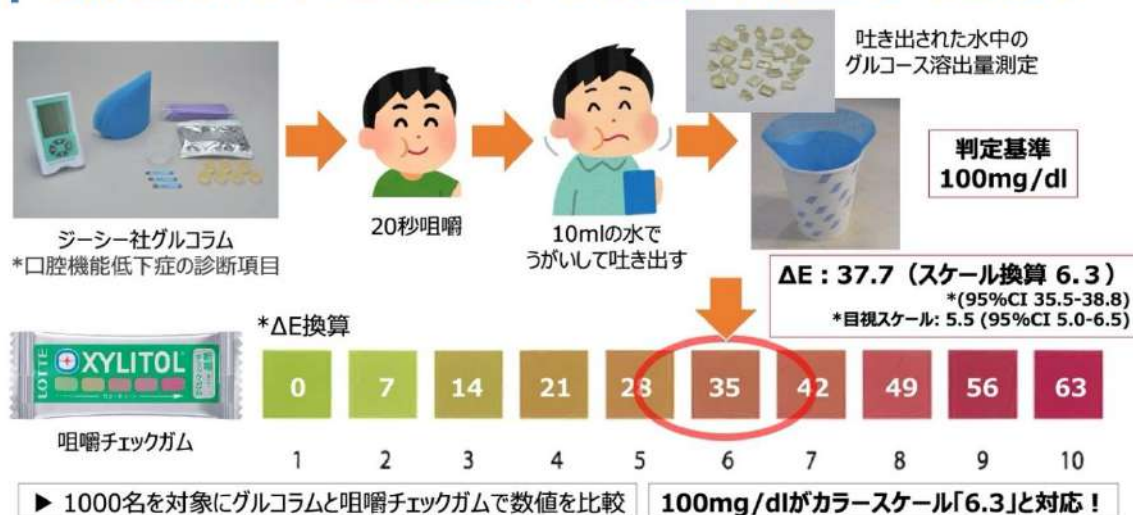 吐き出された水中の
グルコース溶出量測定
判定基準
100mg/dl
ジーシー社グルコラム
*口腔機能低下症の診断項目
20秒咀嚼
10mlの水で
うがいして吐き出す
ΔE：37.7（スケール換算 6.3）
*(95%CI 35.5-38.8)
*目視スケール: 5.5 (95%CI 5.0-6.5)
*ΔE換算
LOTTE
XYLITOL
咀嚼チェックガム
0 7 14 21 28 35 42 49 56 63
1 2 3 4 5 6 7 8 9 10
▶ 1000名を対象にグルコラムと咀嚼チェックガムで数値を比較
100mg/dlがカラースケール「6.3」と対応！